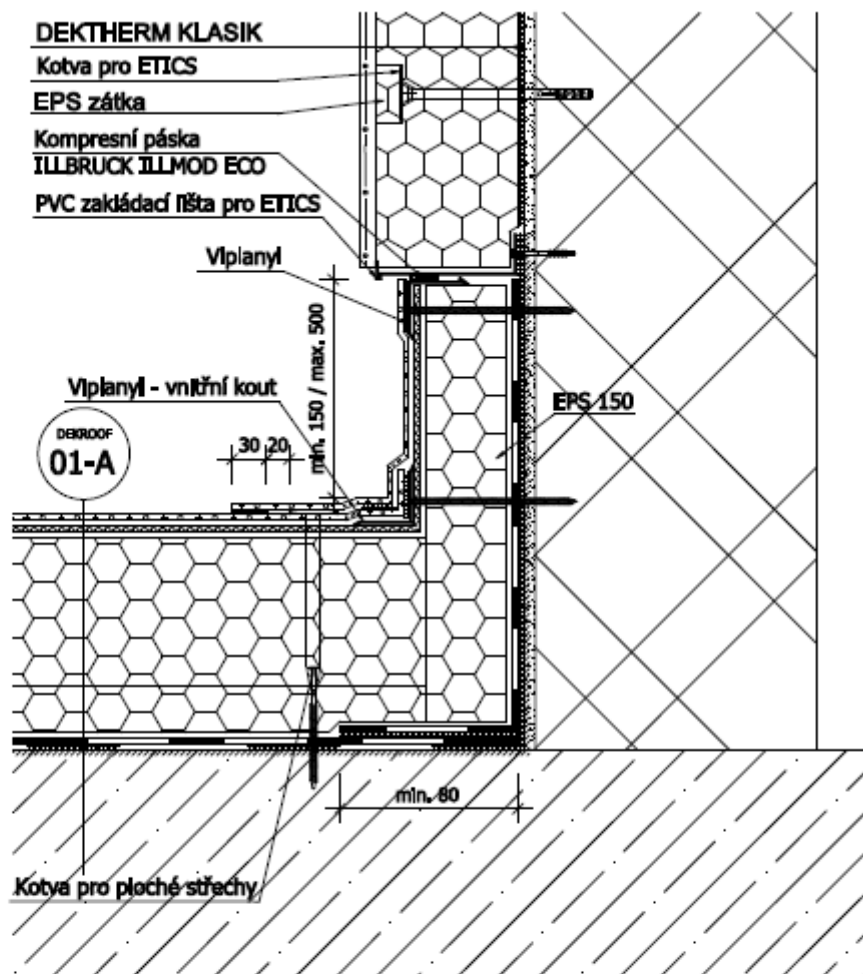 DEKTHERM KLASIK
Kotva pro ETICS
EPS zátka
Kompresní páska
ILLBRUCK ILLMOD ECO
PVC zakládací lišta pro ETICS
Viplanyl
min. 150 / max. 500
Viplanyl - vnitřní kout
EPS 150
DEKROOF
01-A
30 20
min. 80
Kotva pro ploché střechy